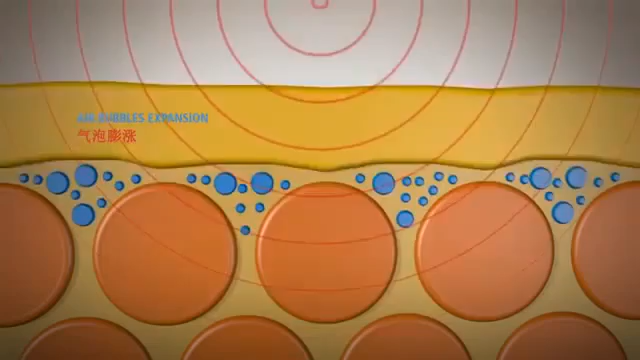 AIR BUBBLES EXPANSION
气泡膨涨